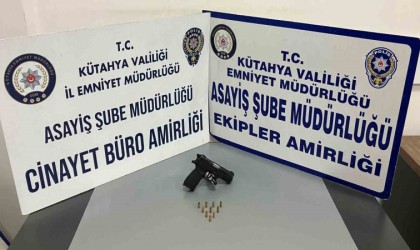 T.C.
KÜTAHYA VALİLİĞİ
İL EMNİYET MÜDÜRLÜĞÜ
ASAYİŞ ŞUBE MÜDÜRLÜĞÜ
CİNAYET BÜRO AMİRLİĞİ
T.C.
KÜTAHYA VALİLİĞİ
EMNİYET MÜDÜRLÜĞÜ
ASAYİŞ ŞUBE MÜDÜRLÜĞÜ
EKİPLER AMİRLİĞİ
POLİS